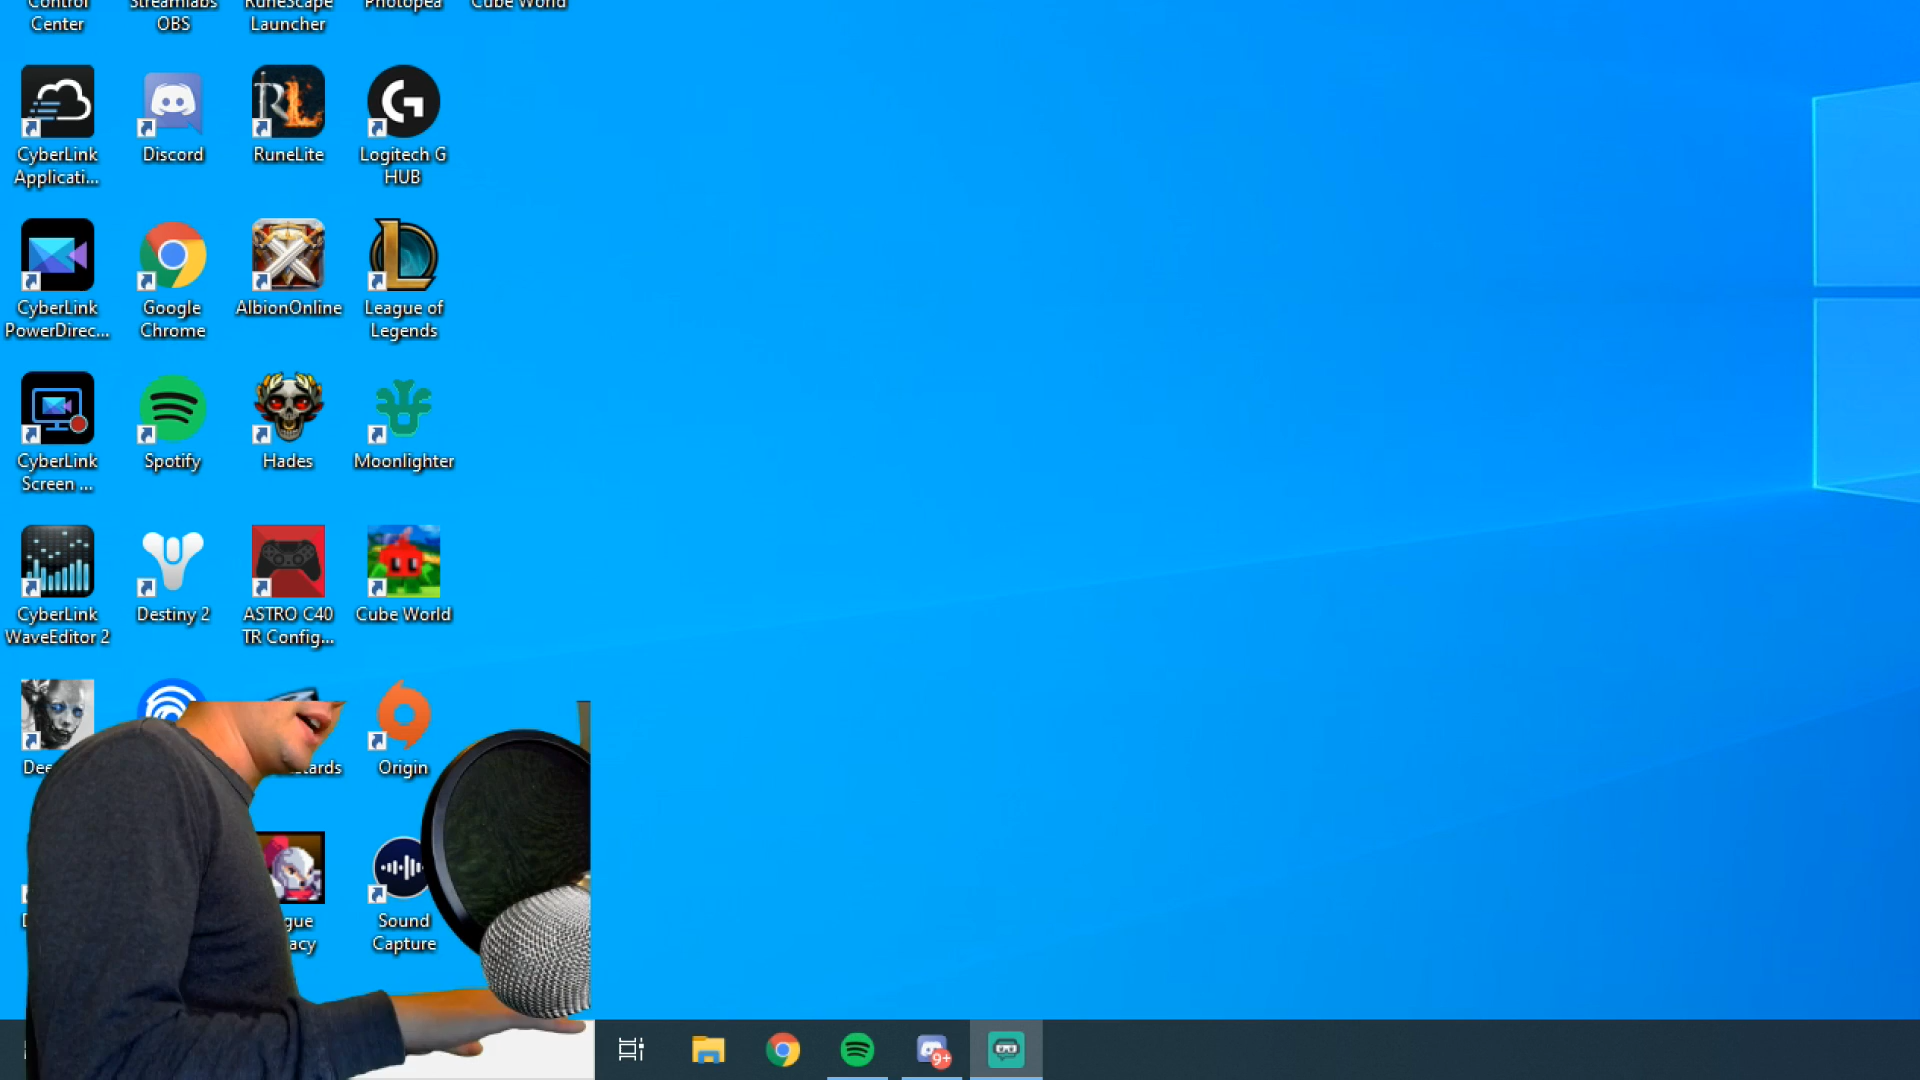 Control
Center
Streamlabs
OBS
RuneScape
Launcher
Photopea
Cube World
CyberLink
Applicati...
Discord
RuneLite
Logitech G
HUB
CyberLink
PowerDirec...
Google
Chrome
AlbionOnline
League of
Legends
CyberLink
Screen ...
Spotify
Hades
Moonlighter
CyberLink
WaveEditor 2
Destiny 2
ASTRO C40
TR Config...
Cube World
Origin
Sound
Capture
9+